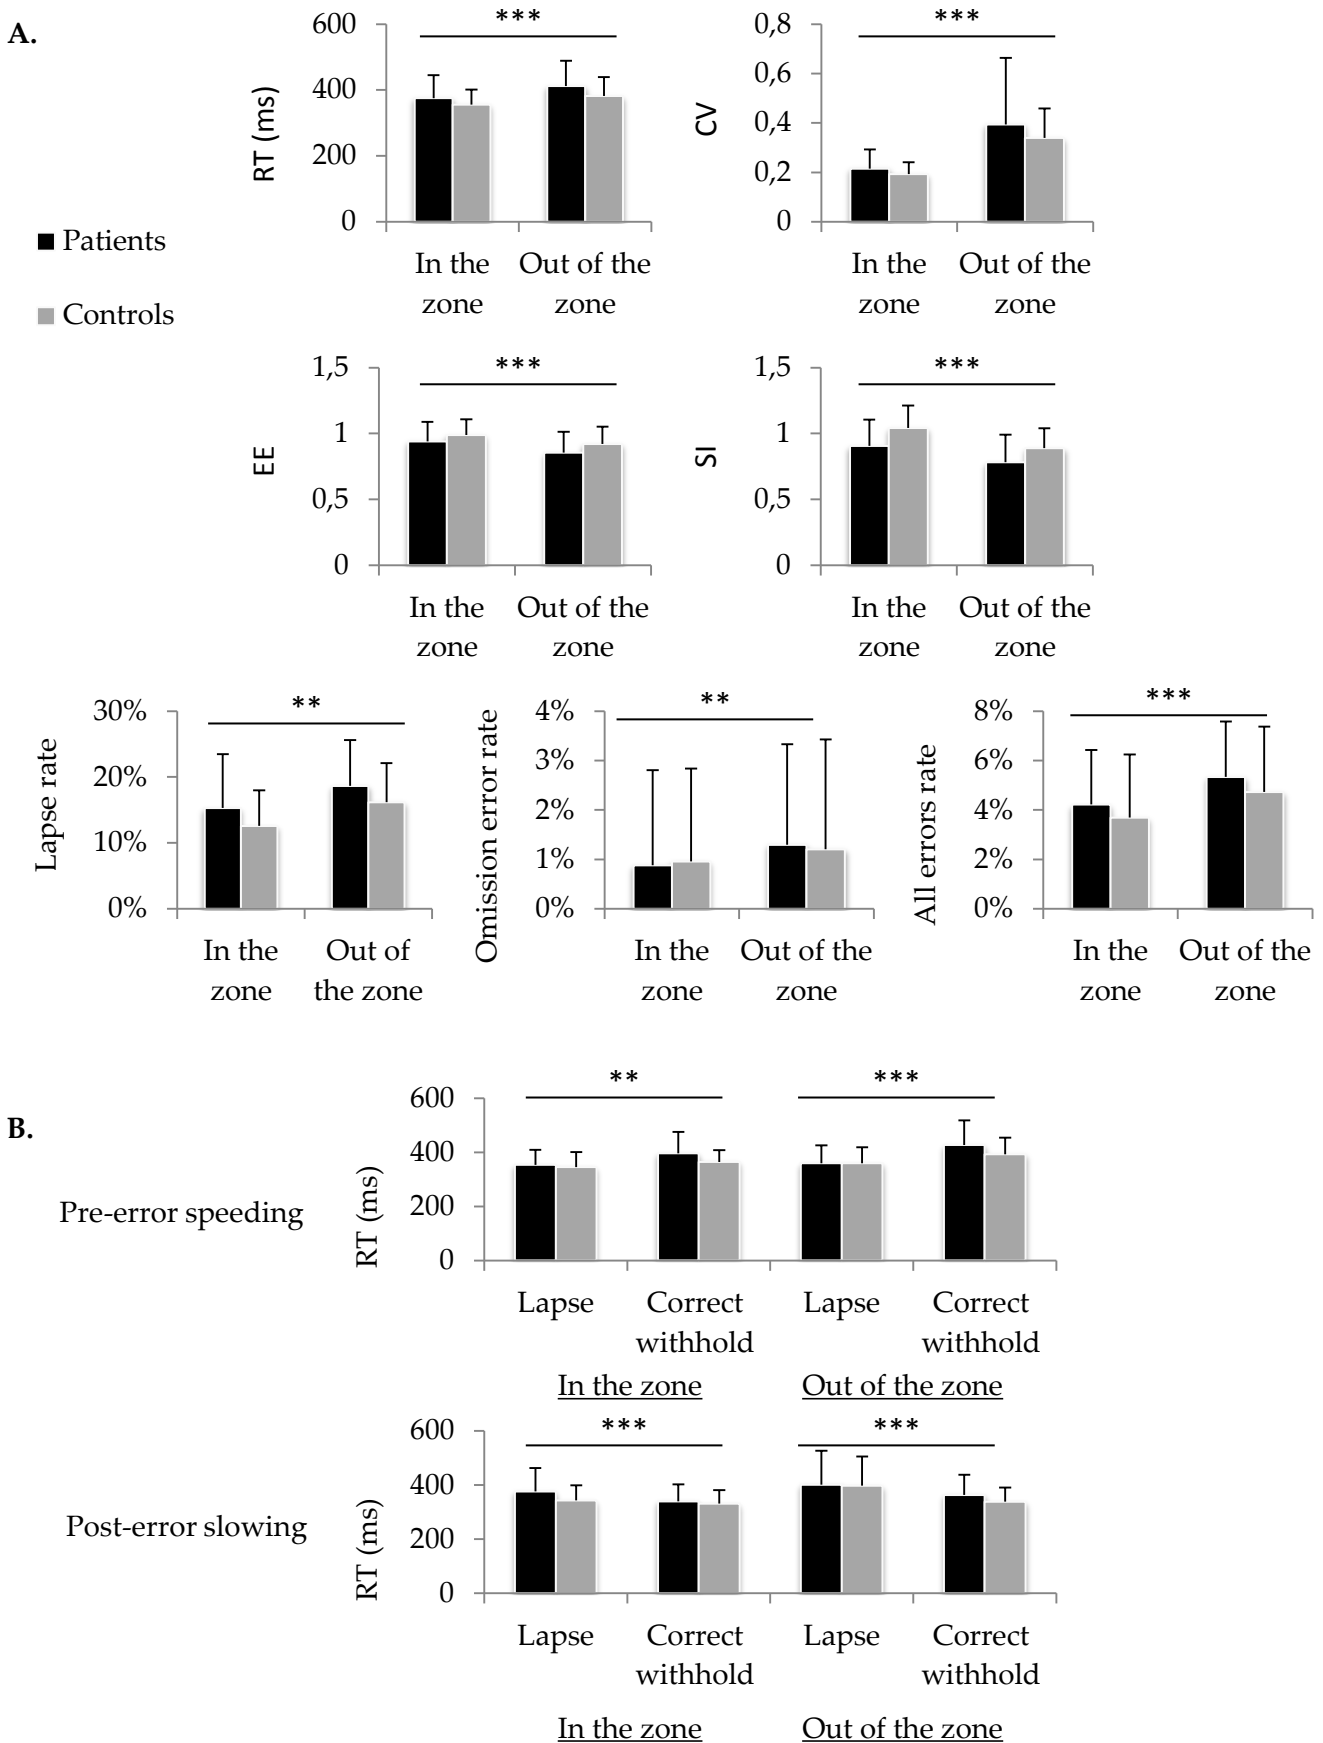 A.
Patients
Controls
***
600
400
200
0
RT (ms)
In the
zone
Out of the
zone
***
0,8
0,6
0,4
0,2
0
CV
In the
zone
Out of the
zone
***
1,5
1
0,5
0
EE
In the
zone
Out of the
zone
***
1,5
1
0,5
0
SI
In the
zone
Out of the
zone
**
30%
20%
10%
0%
Lapse rate
In the
zone
Out of
the zone
**
4%
3%
2%
1%
0%
Omission error rate
In the
zone
Out of the
zone
***
8%
6%
4%
2%
0%
All errors rate
In the
zone
Out of the
zone
B.
Pre-error speeding
** ***
600
400
200
0
RT (ms)
Lapse
Correct
withhold
Lapse
Correct
withhold
In the zone
Out of the zone
Post-error slowing
*** ***
600
400
200
0
RT (ms)
Lapse
Correct
withhold
Lapse
Correct
withhold
In the zone
Out of the zone